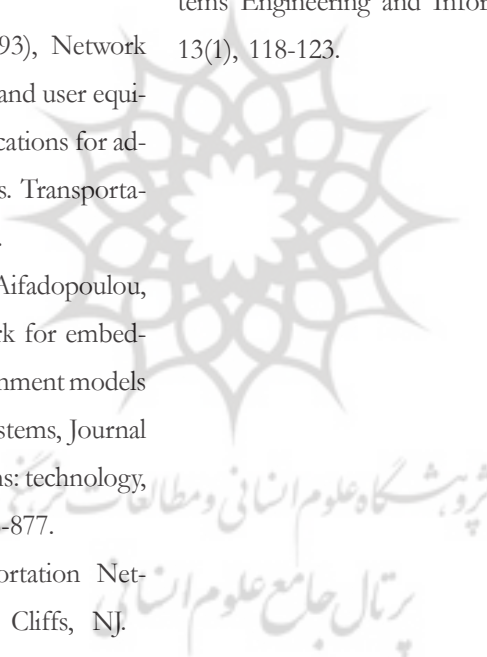 93), Network
and user equi-
cations for ad-
s. Transporta-
.
Aifadopoulou,
rk for embed-
nment models
stems, Journal
ns: technology,
-877.
ortation Net-
Cliffs, NJ.
tems Engineering and Infor
13(1), 118-123.
پژوهشگاه علوم انسانی و مطالعات فرهنگی
پرتال جامع علوم انسانی